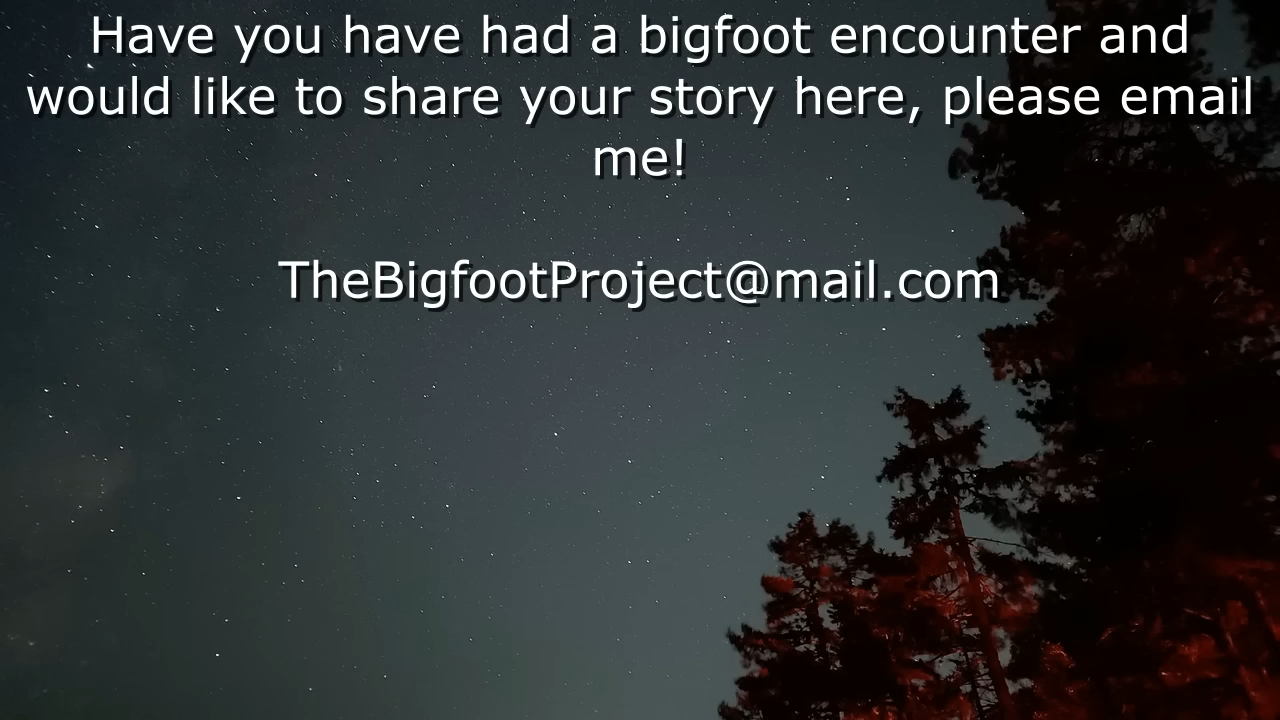 Have you have had a bigfoot encounter and
would like to share your story here, please email
me!
TheBigfootProject@mail.com